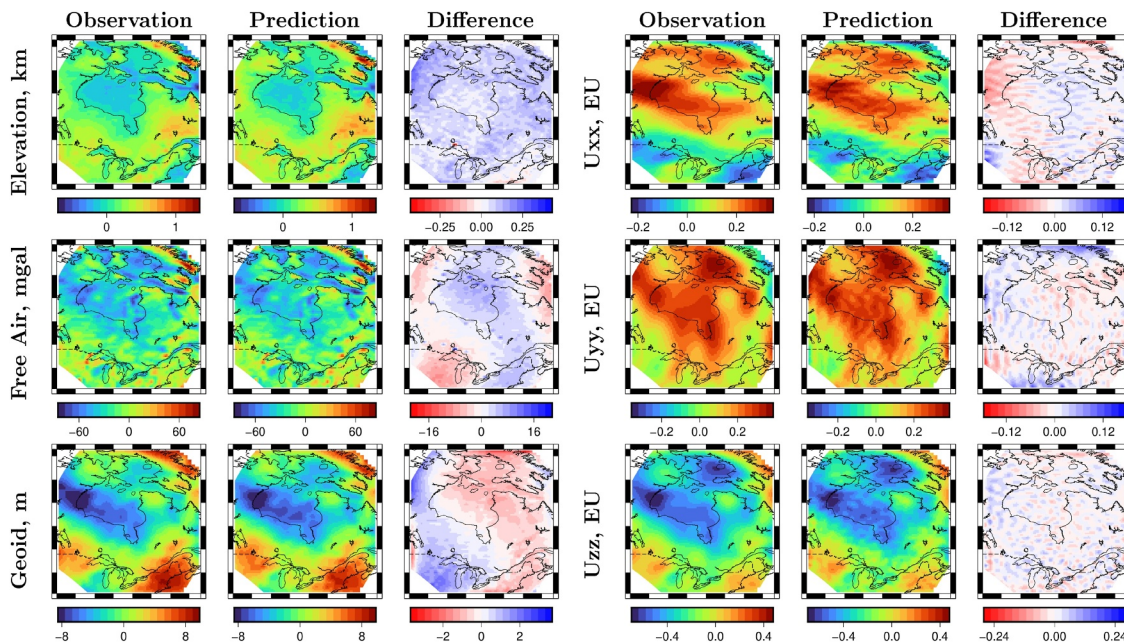 Observation Prediction Difference Observation Prediction Difference
Elevation, km
Uxx, EU
0 1 0 1 −0.25 0.00 0.25 −0.2 0.0 0.2 −0.2 0.0 0.2 −0.12 0.00 0.12
Free Air, mgal
Uyy, EU
−60 0 60 −60 0 60 −16 0 16 −0.2 0.0 0.2 0.4 −0.2 0.0 0.2 0.4 −0.12 0.00 0.12
Geoid, m
Uzz, EU
−8 0 8 −8 0 8 −2 0 2 −0.4 0.0 0.4 −0.4 0.0 0.4 −0.24 0.00 0.24